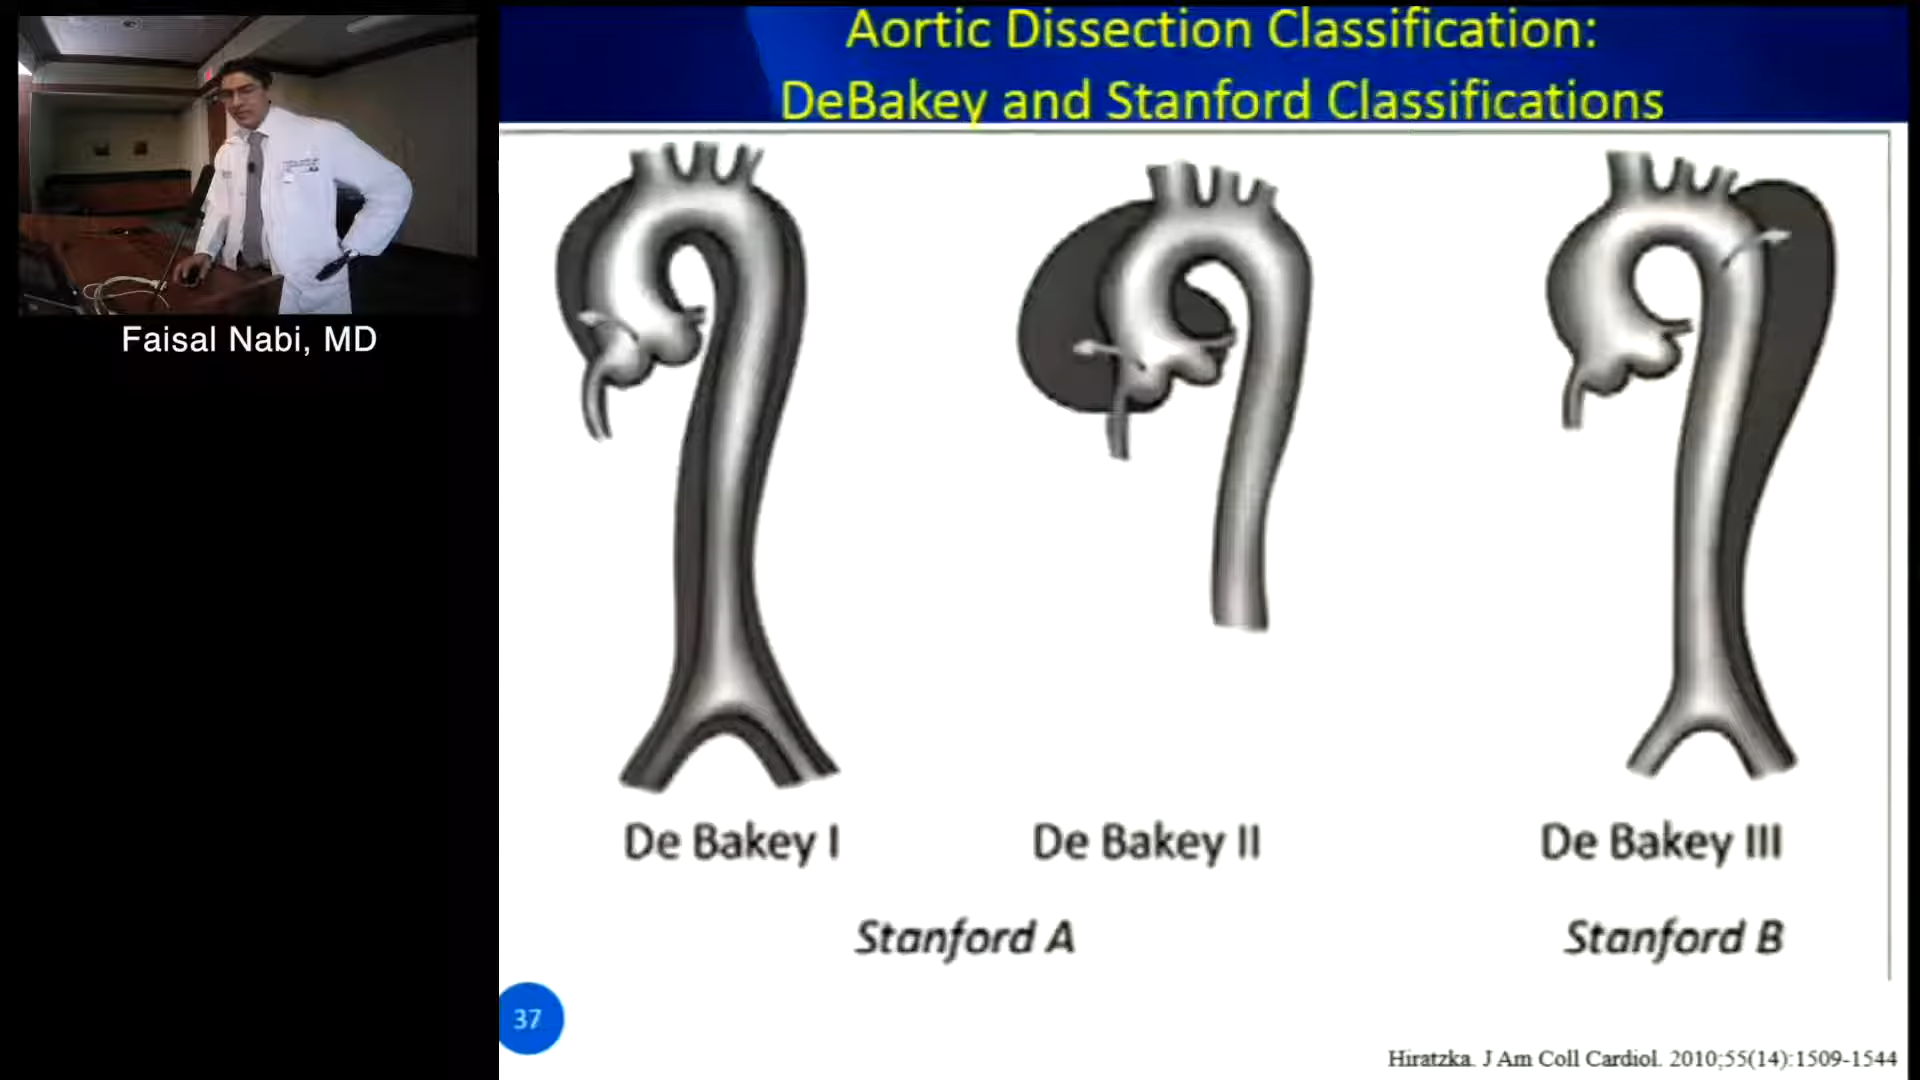 Aortic Dissection Classification:
DeBakey and Stanford Classifications
Faisal Nabi, MD
De Bakey I
De Bakey II
De Bakey III
Stanford A
Stanford B
37
Hiratzka. J Am Coll Cardiol. 2010;55(14):1509-1544